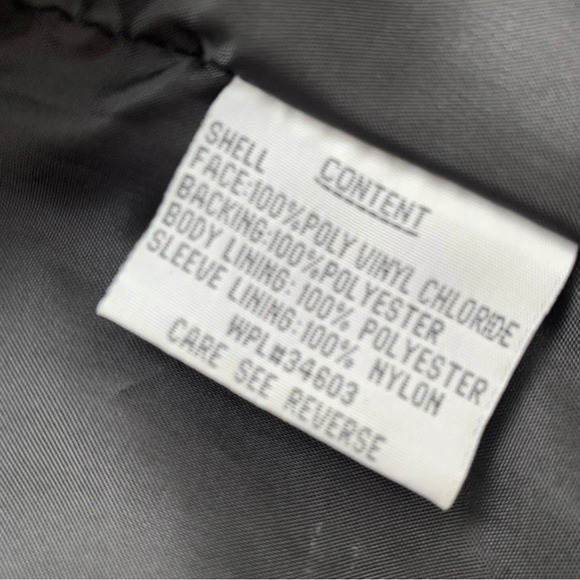 CONTENT
SHELL
FACE:100%POLY VINYL CHLORIDE
BACKING:100%POLYESTER
BODY LINING: 100% POLYESTER
SLEEVE LINING:100% NYLON
WPL#34603
CARE SEE REVERSE